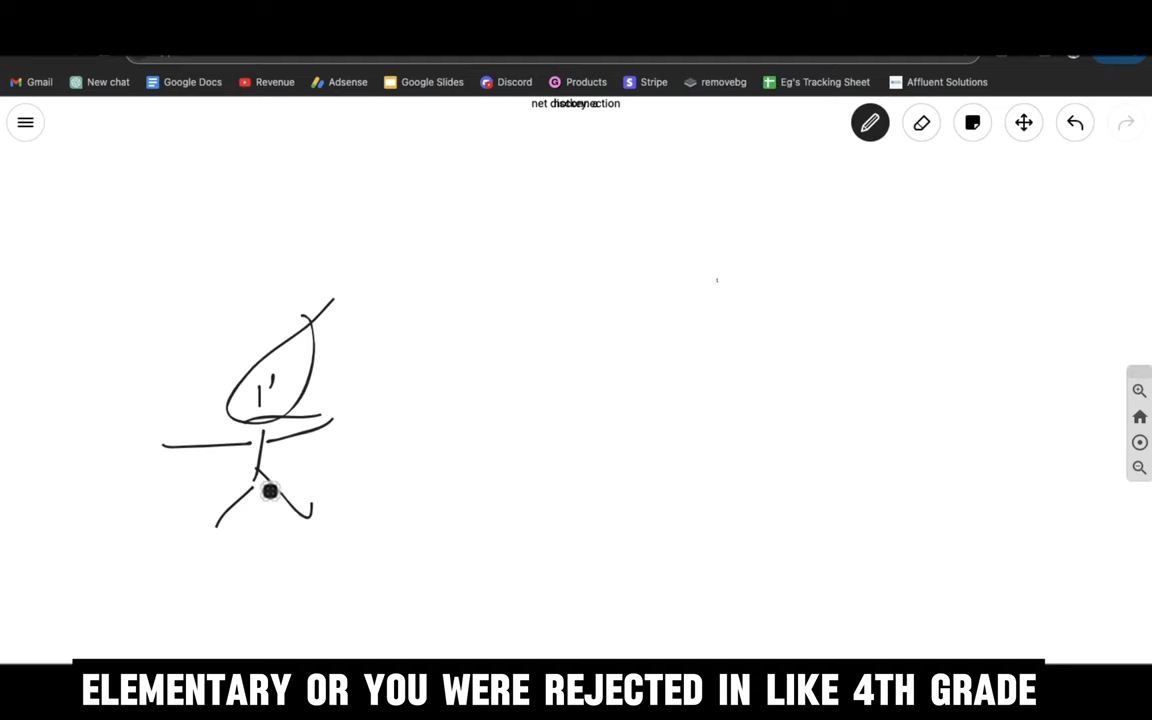 Gmail New chat Google Docs Revenue Adsense Google Slides Discord Products Stripe removebg Eg's Tracking Sheet Affluent Solutions
ELEMENTARY OR YOU WERE REJECTED IN LIKE 4TH GRADE